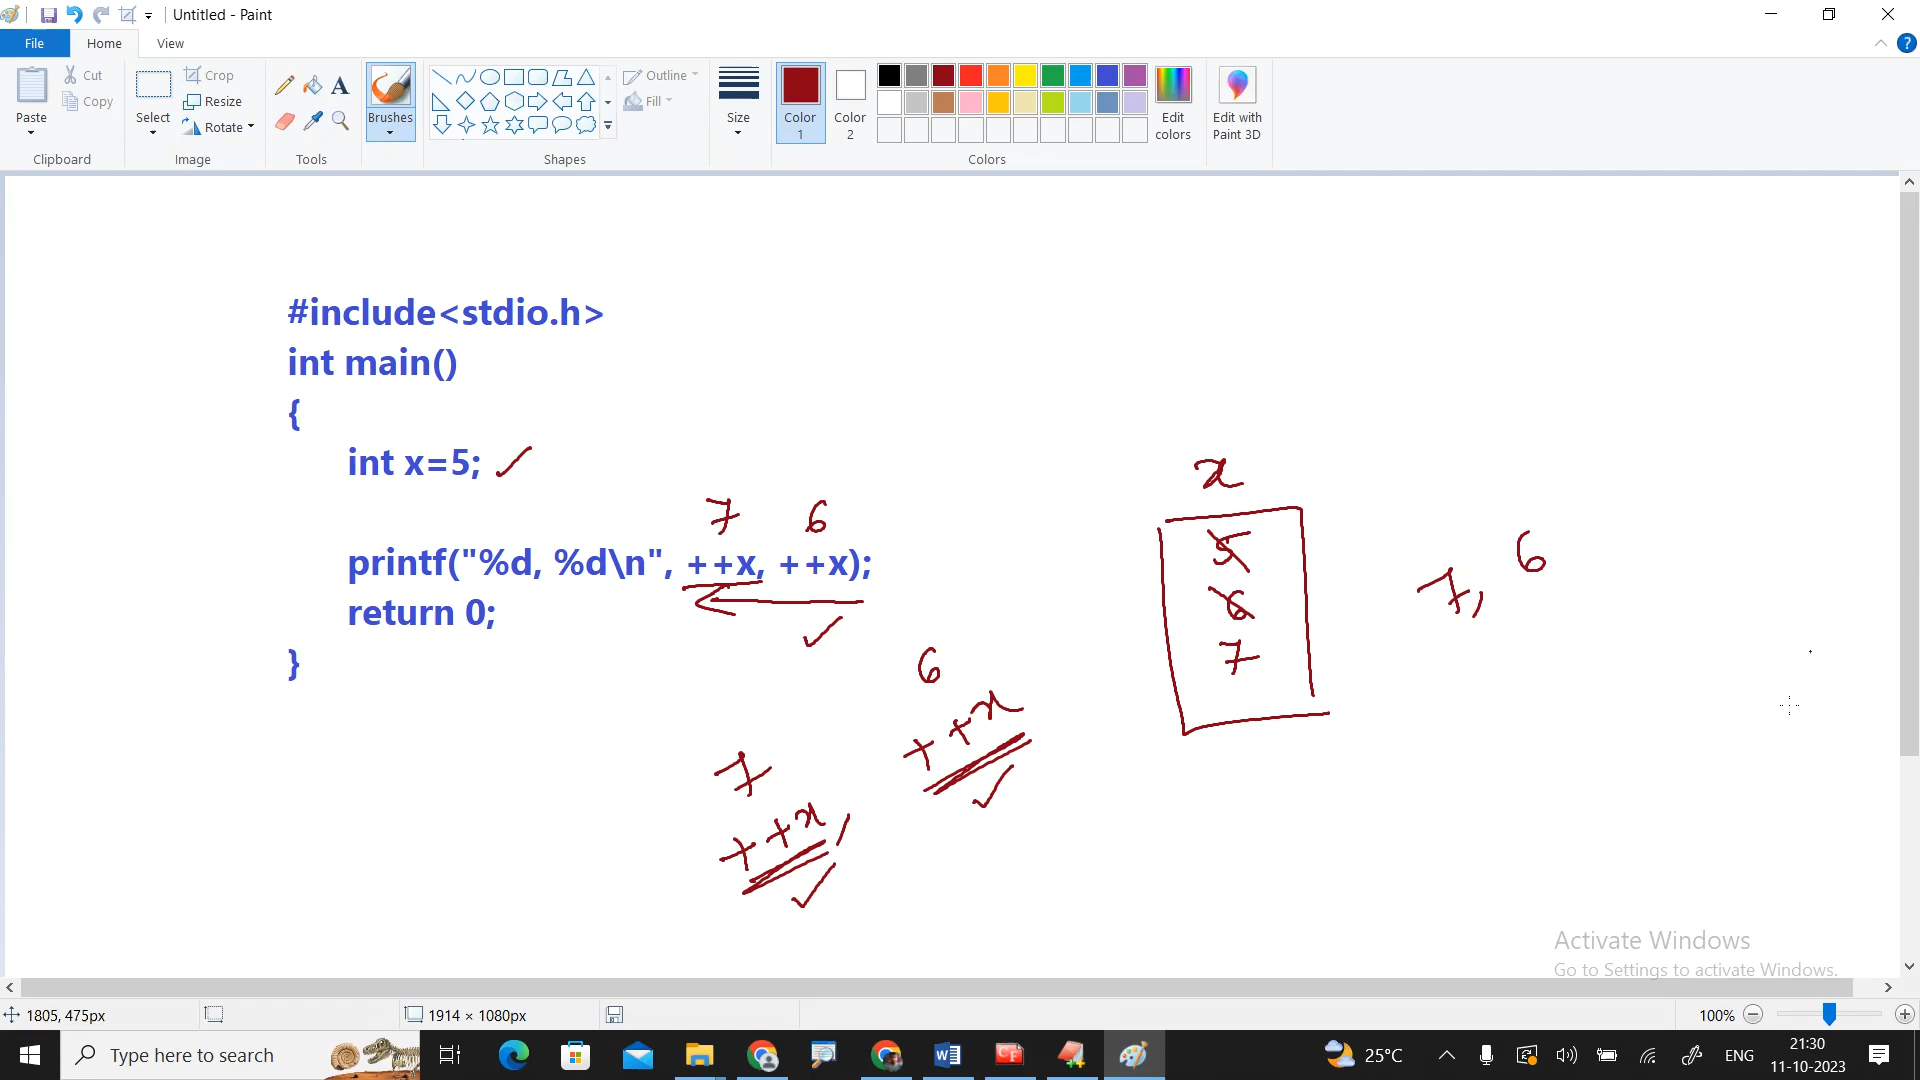 Untitled - Paint
File Home View
Paste
Cut
Copy
Clipboard
Select
Crop
Resize
Rotate
Image
Tools
Brushes
Outline
Fill
Shapes
Size
Color 1
Color 2
Edit colors
Edit with Paint 3D
Colors
#include<stdio.h>
int main()
{
int x=5; ✓
7 6
printf("%d, %d\n", ++x, ++x);
✓
return 0;
}
x
5
6
7
7, 6
6
++x
✓
7
++x,
✓
Activate Windows
Go to Settings to activate Windows.
1805, 475px
1914 × 1080px
100%
Type here to search
25°C
ENG
21:30
11-10-2023